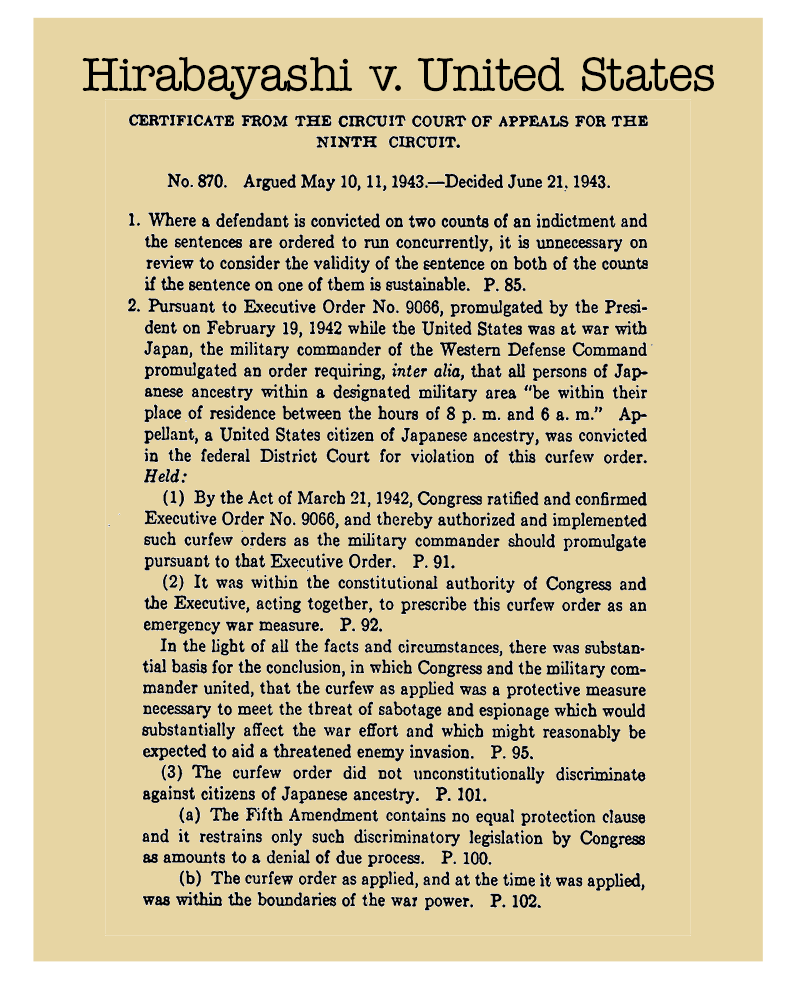 Hirabayashi v. United States
CERTIFICATE FROM THE CIRCUIT COURT OF APPEALS FOR THE
NINTH CIRCUIT.
No. 870. Argued May 10, 11, 1943.—Decided June 21, 1943.
1. Where a defendant is convicted on two counts of an indictment and
the sentences are ordered to run concurrently, it is unnecessary on
review to consider the validity of the sentence on both of the counts
if the sentence on one of them is sustainable. P. 85.
2. Pursuant to Executive Order No. 9066, promulgated by the Presi-
dent on February 19, 1942 while the United States was at war with
Japan, the military commander of the Western Defense Command
promulgated an order requiring, inter alia, that all persons of Jap-
anese ancestry within a designated military area "be within their
place of residence between the hours of 8 p. m. and 6 a. m." Ap-
pellant, a United States citizen of Japanese ancestry, was convicted
in the federal District Court for violation of this curfew order.
Held:
(1) By the Act of March 21, 1942, Congress ratified and confirmed
Executive Order No. 9066, and thereby authorized and implemented
such curfew orders as the military commander should promulgate
pursuant to that Executive Order. P. 91.
(2) It was within the constitutional authority of Congress and
the Executive, acting together, to prescribe this curfew order as an
emergency war measure. P. 92.
In the light of all the facts and circumstances, there was substan-
tial basis for the conclusion, in which Congress and the military com-
mander united, that the curfew as applied was a protective measure
necessary to meet the threat of sabotage and espionage which would
substantially affect the war effort and which might reasonably be
expected to aid a threatened enemy invasion. P. 95.
(3) The curfew order did not unconstitutionally discriminate
against citizens of Japanese ancestry. P. 101.
(a) The Fifth Amendment contains no equal protection clause
and it restrains only such discriminatory legislation by Congress
as amounts to a denial of due process. P. 100.
(b) The curfew order as applied, and at the time it was applied,
was within the boundaries of the war power. P. 102.